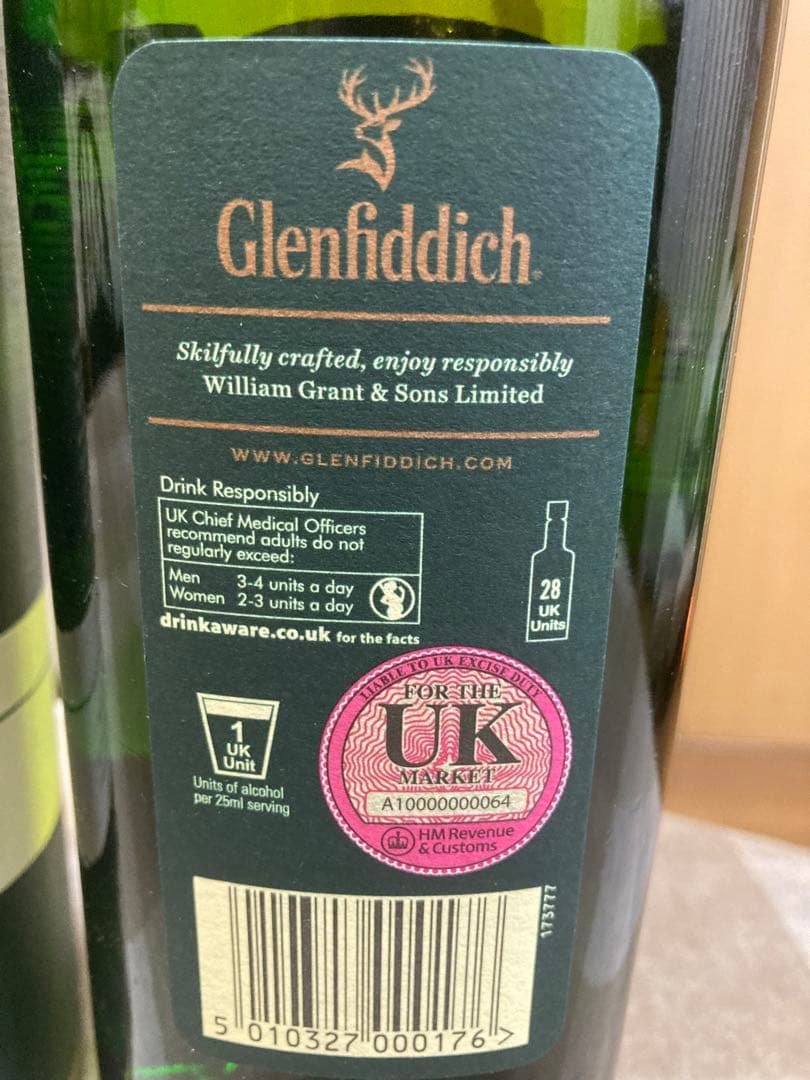 Glenfiddich
Skilfully crafted, enjoy responsibly
William Grant & Sons Limited
WWW.GLENFIDDICH.COM
Drink Responsibly
UK Chief Medical Officers
recommend adults do not
regularly exceed:
Men 3-4 units a day
Women 2-3 units a day
drinkaware.co.uk for the facts
28
UK
Units
1
UK
Unit
Units of alcohol
per 25ml serving
LIABLE TO UK EXCISE DUTY
FOR THE
UK
MARKET
A10000000064
HM Revenue
& Customs
173777
5 010327 000176 >